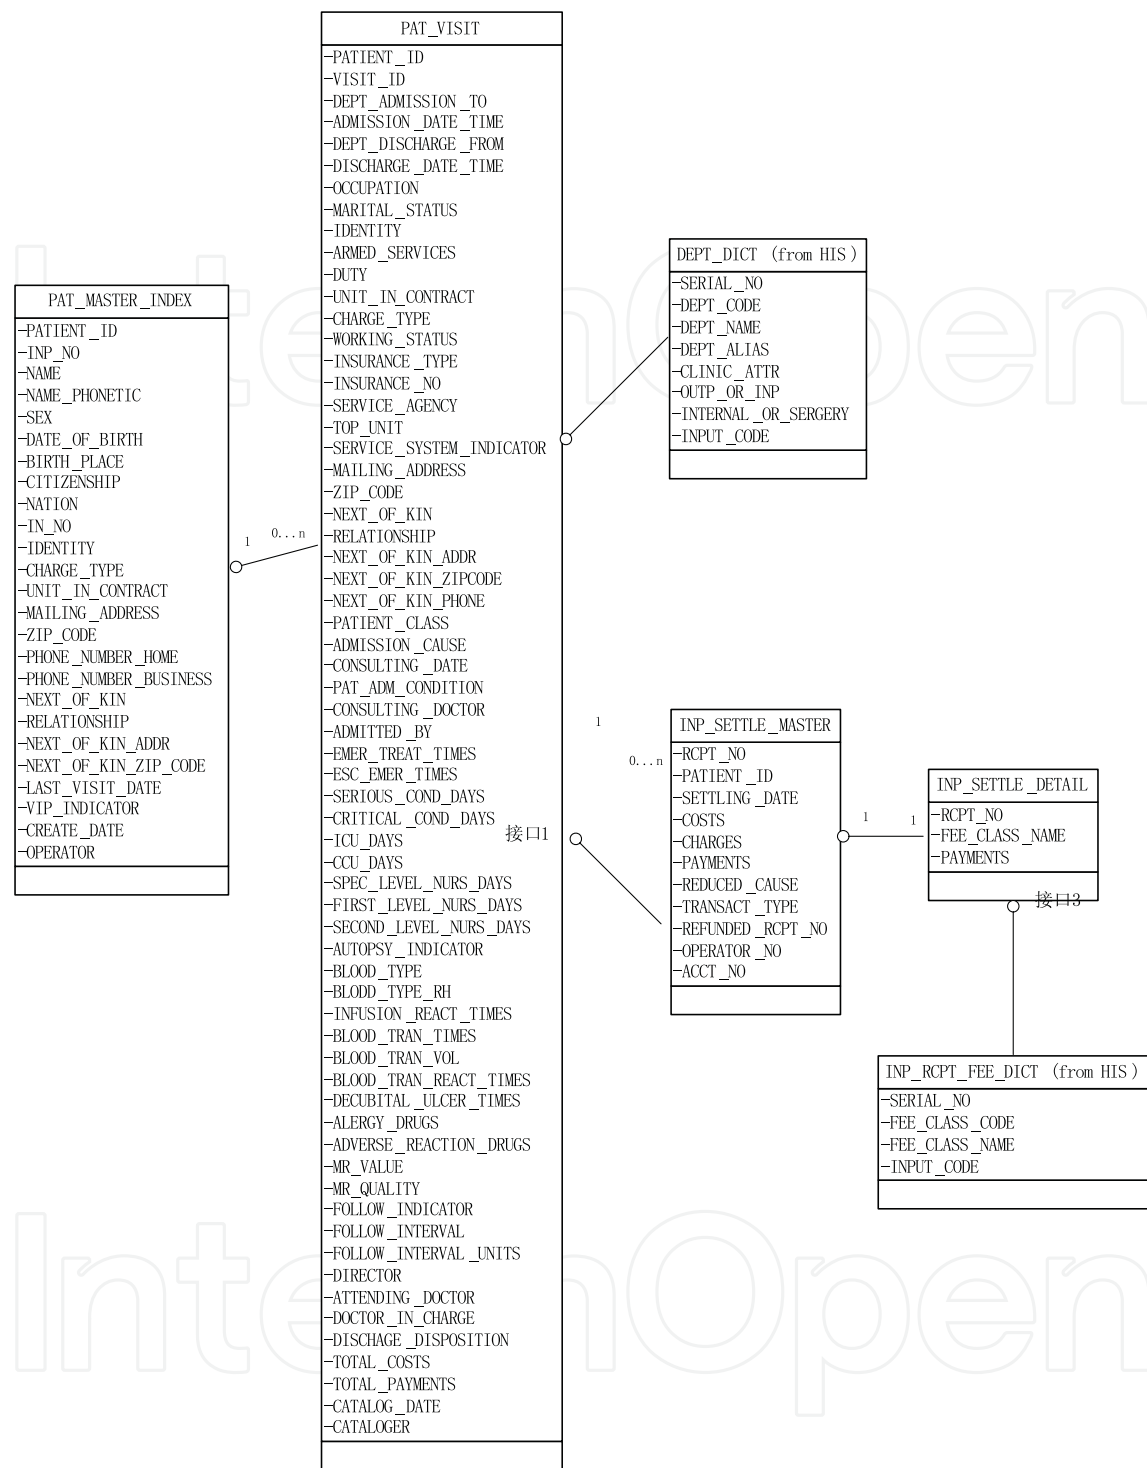 PAT_VISIT
-PATIENT_ID
-VISIT_ID
-DEPT_ADMISSION_TO
-ADMISSION_DATE_TIME
-DEPT_DISCHARGE_FROM
-DISCHARGE_DATE_TIME
-OCCUPATION
-MARITAL_STATUS
-IDENTITY
-ARMED_SERVICES
-DUTY
-UNIT_IN_CONTRACT
-CHARGE_TYPE
-WORKING_STATUS
-INSURANCE_TYPE
-INSURANCE_NO
-SERVICE_AGENCY
-TOP_UNIT
-SERVICE_SYSTEM_INDICATOR
-MAILING_ADDRESS
-ZIP_CODE
-NEXT_OF_KIN
-RELATIONSHIP
-NEXT_OF_KIN_ADDR
-NEXT_OF_KIN_ZIPCODE
-NEXT_OF_KIN_PHONE
-PATIENT_CLASS
-ADMISSION_CAUSE
-CONSULTING_DATE
-PAT_ADM_CONDITION
-CONSULTING_DOCTOR
-ADMITTED_BY
-EMER_TREAT_TIMES
-ESC_EMER_TIMES
-SERIOUS_COND_DAYS
-CRITICAL_COND_DAYS
-ICU_DAYS
-CCU_DAYS
-SPEC_LEVEL_NURS_DAYS
-FIRST_LEVEL_NURS_DAYS
-SECOND_LEVEL_NURS_DAYS
-AUTOPSY_INDICATOR
-BLOOD_TYPE
-BLODD_TYPE_RH
-INFUSION_REACT_TIMES
-BLOOD_TRAN_TIMES
-BLOOD_TRAN_VOL
-BLOOD_TRAN_REACT_TIMES
-DECUBITAL_ULCER_TIMES
-ALERGY_DRUGS
-ADVERSE_REACTION_DRUGS
-MR_VALUE
-MR_QUALITY
-FOLLOW_INDICATOR
-FOLLOW_INTERVAL
-FOLLOW_INTERVAL_UNITS
-DIRECTOR
-ATTENDING_DOCTOR
-DOCTOR_IN_CHARGE
-DISCHAGE_DISPOSITION
-TOTAL_COSTS
-TOTAL_PAYMENTS
-CATALOG_DATE
-CATALOGER
PAT_MASTER_INDEX
-PATIENT_ID
-INP_NO
-NAME
-NAME_PHONETIC
-SEX
-DATE_OF_BIRTH
-BIRTH_PLACE
-CITIZENSHIP
-NATION
-IN_NO
-IDENTITY
-CHARGE_TYPE
-UNIT_IN_CONTRACT
-MAILING_ADDRESS
-ZIP_CODE
-PHONE_NUMBER_HOME
-PHONE_NUMBER_BUSINESS
-NEXT_OF_KIN
-RELATIONSHIP
-NEXT_OF_KIN_ADDR
-NEXT_OF_KIN_ZIP_CODE
-LAST_VISIT_DATE
-VIP_INDICATOR
-CREATE_DATE
-OPERATOR
1
0...n
DEPT_DICT (from HIS)
-SERIAL_NO
-DEPT_CODE
-DEPT_NAME
-DEPT_ALIAS
-CLINIC_ATTR
-OUTP_OR_INP
-INTERNAL_OR_SERGERY
-INPUT_CODE
1
0...n
接口1
INP_SETTLE_MASTER
-RCPT_NO
-PATIENT_ID
-SETTLING_DATE
-COSTS
-CHARGES
-PAYMENTS
-REDUCED_CAUSE
-TRANSACT_TYPE
-REFUNDED_RCPT_NO
-OPERATOR_NO
-ACCT_NO
1
1
INP_SETTLE_DETAIL
-RCPT_NO
-FEE_CLASS_NAME
-PAYMENTS
接口3
INP_RCPT_FEE_DICT (from HIS)
-SERIAL_NO
-FEE_CLASS_CODE
-FEE_CLASS_NAME
-INPUT_CODE
IntechOpen
IntechOpen